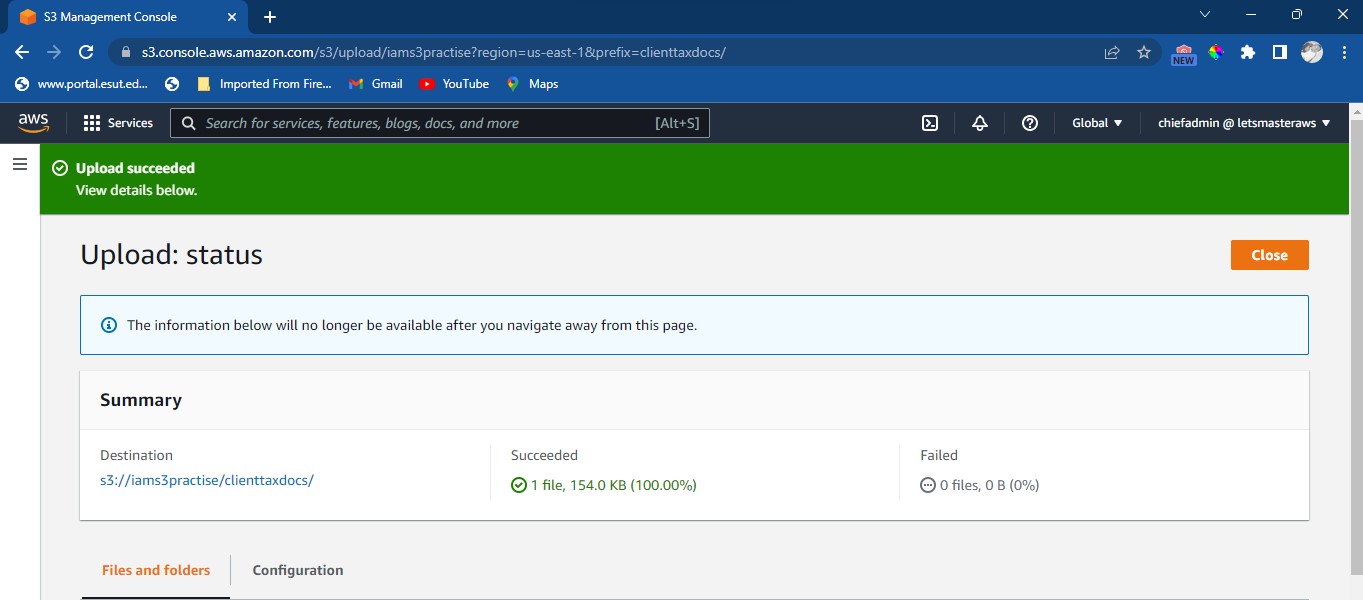 S3 Management Console
s3.console.aws.amazon.com/s3/upload/iams3practise?region=us-east-1&prefix=clienttaxdocs/
NEW
www.portal.esut.ed... Imported From Fire... Gmail YouTube Maps
aws Services Search for services, features, blogs, docs, and more [Alt+S] Global chiefadmin @ letsmasteraws
Upload succeeded
View details below.
Upload: status
Close
The information below will no longer be available after you navigate away from this page.
Summary
Destination
s3://iams3practise/clienttaxdocs/
Succeeded
1 file, 154.0 KB (100.00%)
Failed
0 files, 0 B (0%)
Files and folders Configuration